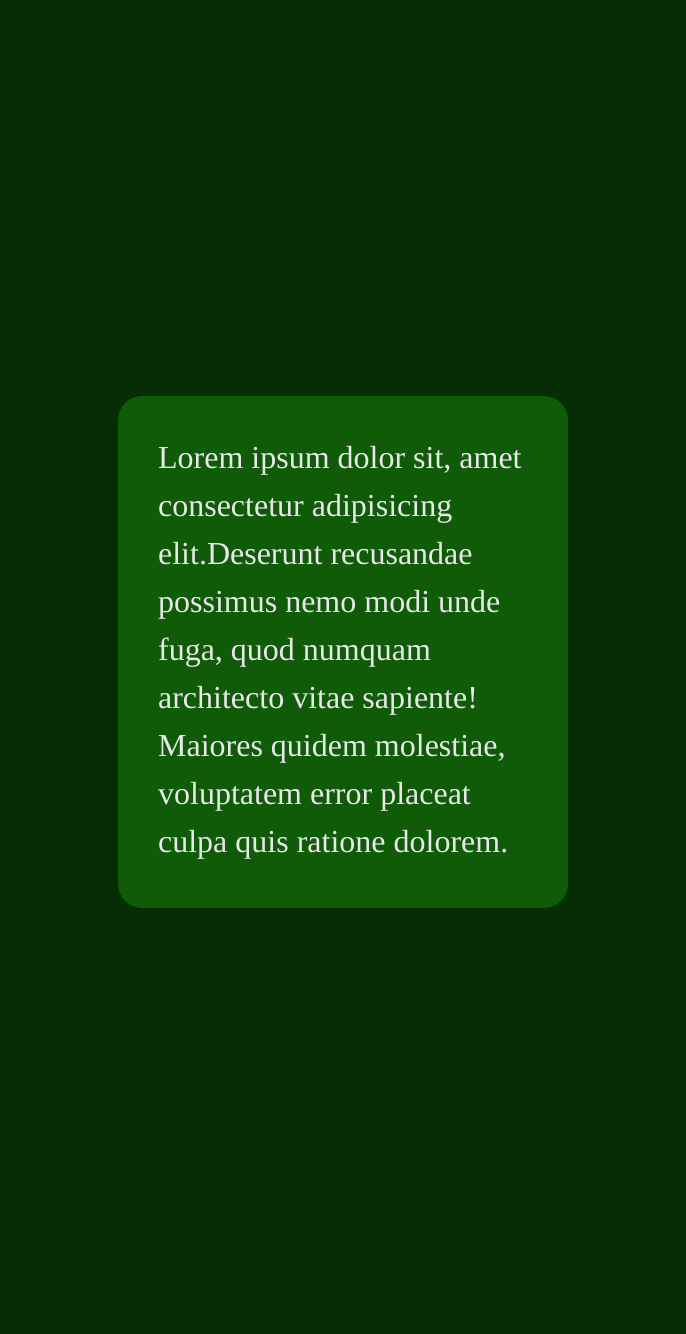 Lorem ipsum dolor sit, amet
consectetur adipisicing
elit.Deserunt recusandae
possimus nemo modi unde
fuga, quod numquam
architecto vitae sapiente!
Maiores quidem molestiae,
voluptatem error placeat
culpa quis ratione dolorem.